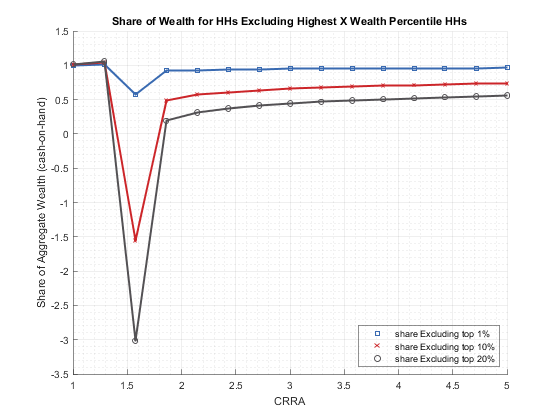 Share of Wealth for HHs Excluding Highest X Wealth Percentile HHs
1.5
1
0.5
0
-0.5
-1
-1.5
-2
-2.5
-3
-3.5
Share of Aggregate Wealth (cash-on-hand)
share Excluding top 1%
share Excluding top 10%
share Excluding top 20%
1 1.5 2 2.5 3 3.5 4 4.5 5
CRRA